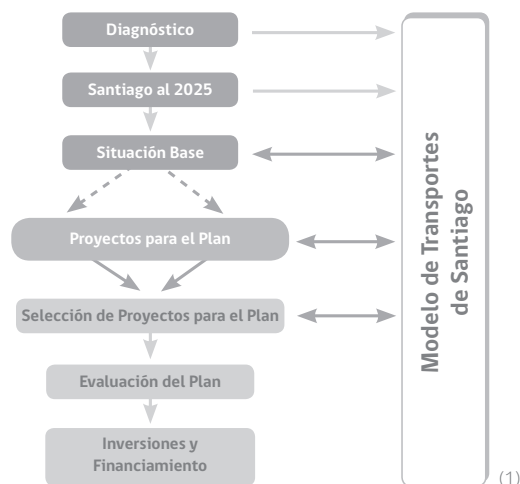 Diagnóstico
Santiago al 2025
Situación Base
Proyectos para el Plan
Selección de Proyectos para el Plan
Evaluación del Plan
Inversiones y
Financiamiento
Modelo de Transportes
de Santiago
(1)